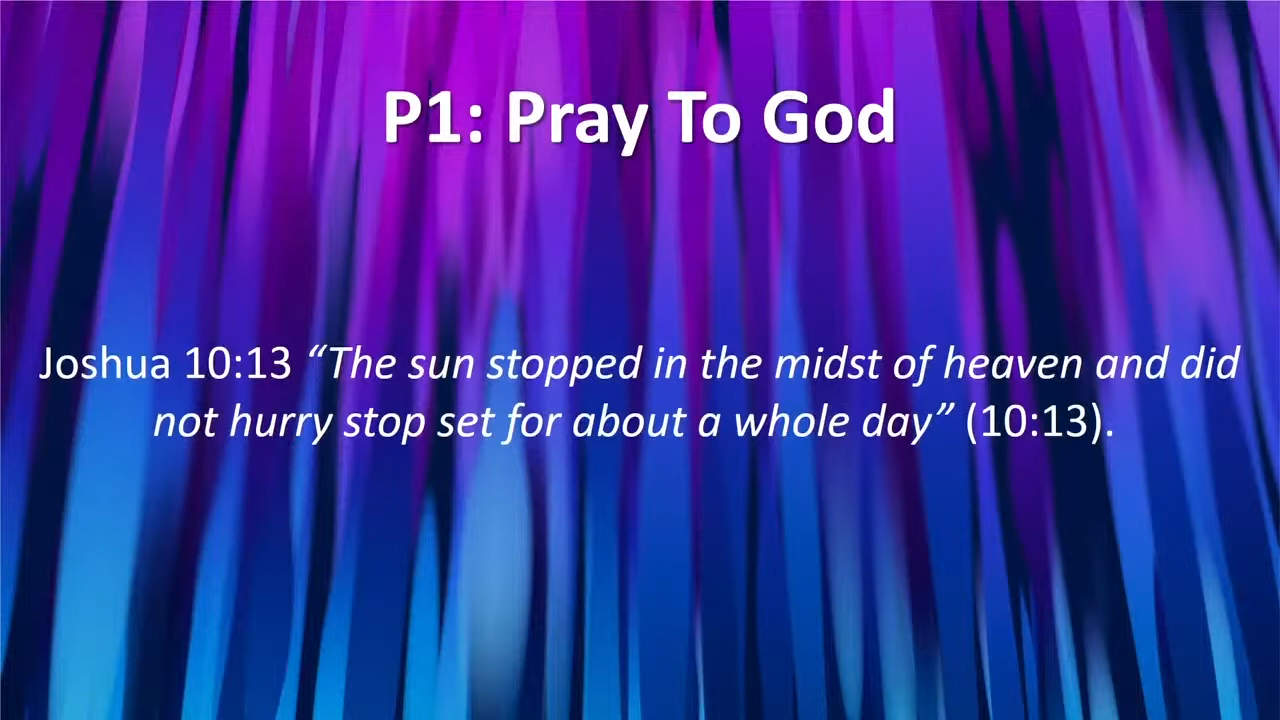 P1: Pray To God
Joshua 10:13 “The sun stopped in the midst of heaven and did
not hurry stop set for about a whole day” (10:13).